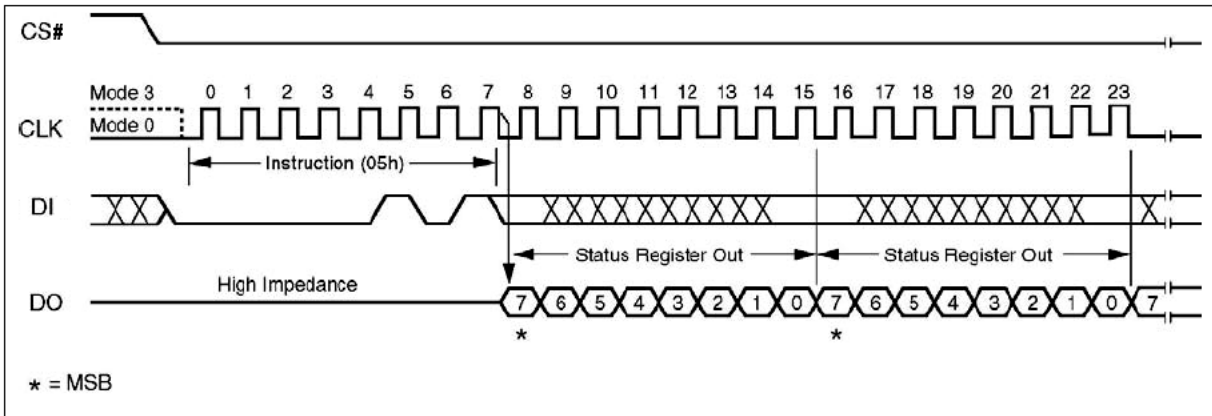 CS#
Mode 3
0 1 2 3 4 5 6 7 8 9 10 11 12 13 14 15 16 17 18 19 20 21 22 23
CLK
Mode 0
Instruction (05h)
DI
Status Register Out Status Register Out
High Impedance
DO
7 6 5 4 3 2 1 0 7 6 5 4 3 2 1 0 7
* *
* = MSB